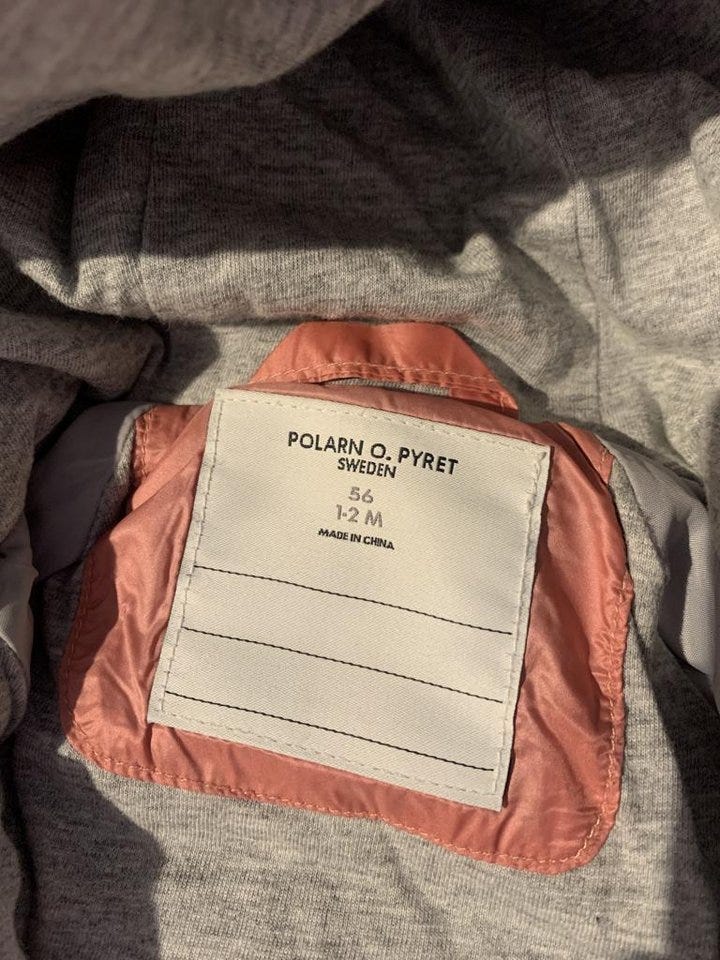 POLARN O. PYRET
SWEDEN
56
1-2 M
MADE IN CHINA